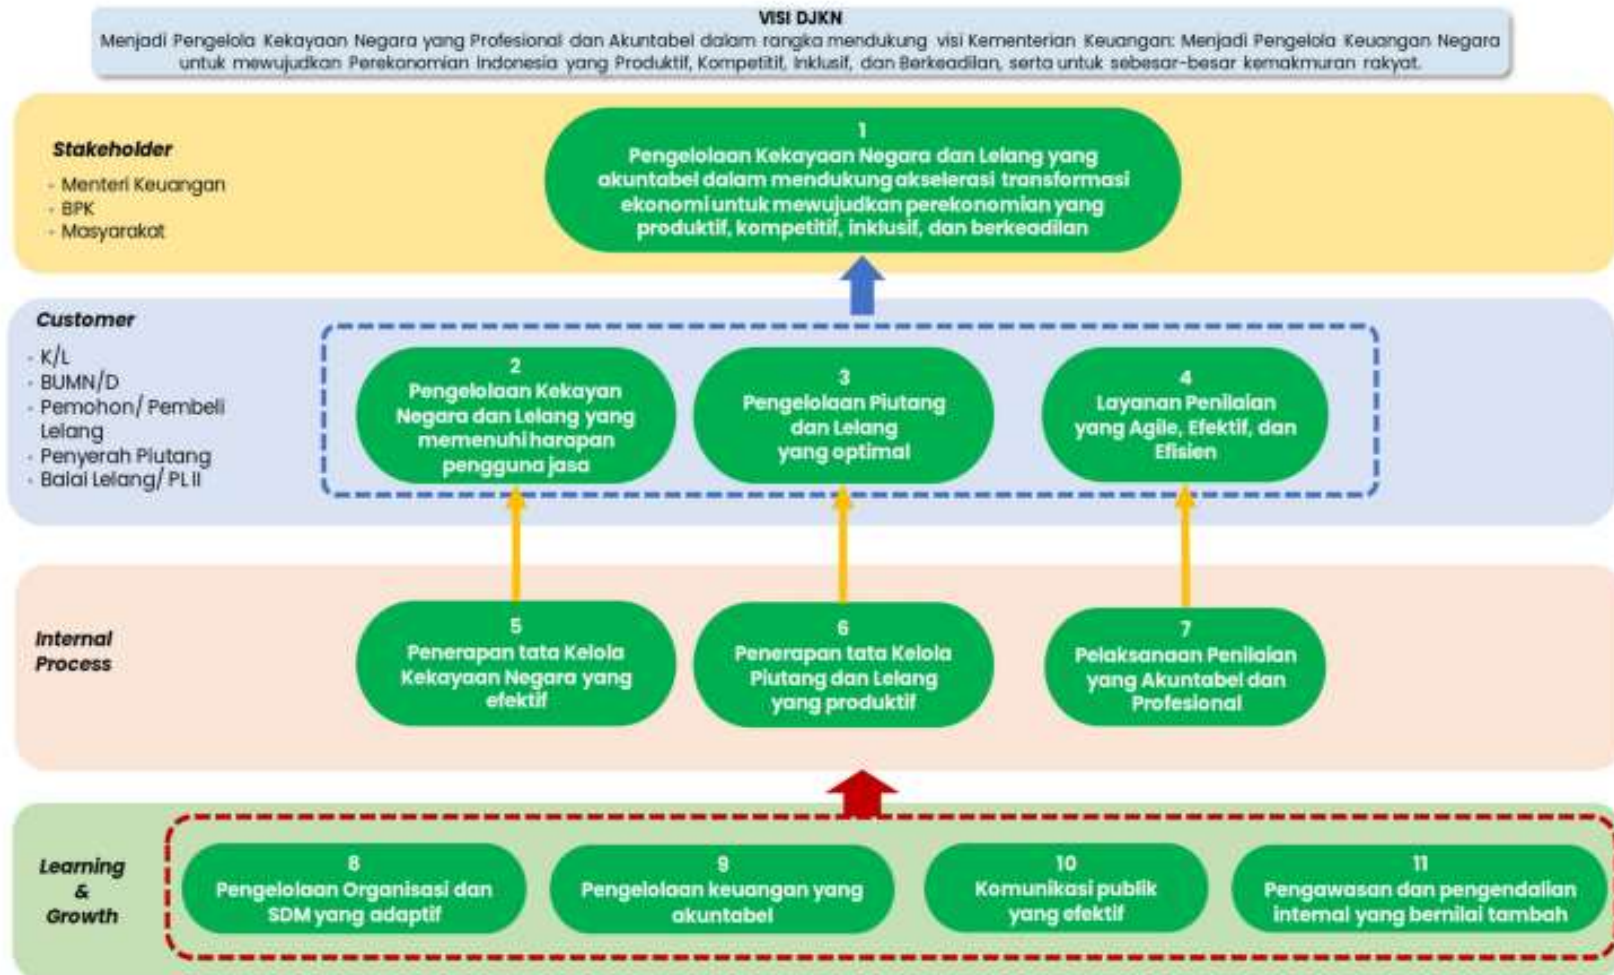 VISI DJKN
Menjadi Pengelola Kekayaan Negara yang Profesional dan Akuntabel dalam rangka mendukung visi Kementerian Keuangan: Menjadi Pengelola Keuangan Negara
untuk mewujudkan Perekonomian Indonesia yang Produktif, Kompetitif, Inklusif, dan Berkeadilan, serta untuk sebesar-besar kemakmuran rakyat.
Stakeholder
- Menteri Keuangan
- BPK
- Masyarakat
1
Pengelolaan Kekayaan Negara dan Lelang yang
akuntabel dalam mendukung akselerasi transformasi
ekonomi untuk mewujudkan perekonomian yang
produktif, kompetitif, inklusif, dan berkeadilan
Customer
- K/L
- BUMN/D
- Pemohon/ Pembeli
Lelang
- Penyerah Piutang
- Balai Lelang/ PL II
2
Pengelolaan Kekayan
Negara dan Lelang yang
memenuhi harapan
pengguna jasa
3
Pengelolaan Piutang
dan Lelang
yang optimal
4
Layanan Penilaian
yang Agile, Efektif, dan
Efisien
Internal
Process
5
Penerapan tata Kelola
Kekayaan Negara yang
efektif
6
Penerapan tata Kelola
Piutang dan Lelang
yang produktif
7
Pelaksanaan Penilaian
yang Akuntabel dan
Profesional
Learning
&
Growth
8
Pengelolaan Organisasi dan
SDM yang adaptif
9
Pengelolaan keuangan yang
akuntabel
10
Komunikasi publik
yang efektif
11
Pengawasan dan pengendalian
internal yang bernilai tambah